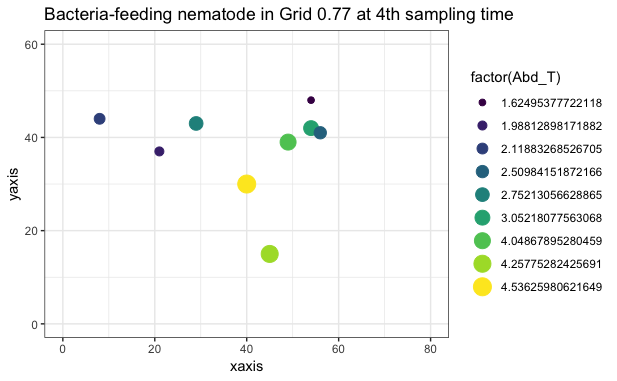 Bacteria-feeding nematode in Grid 0.77 at 4th sampling time
60
40
20
0
yaxis
0 20 40 60 80
xaxis
factor(Abd_T)
1.62495377722118
1.98812898171882
2.11883268526705
2.50984151872166
2.75213056628865
3.05218077563068
4.04867895280459
4.25775282425691
4.53625980621649